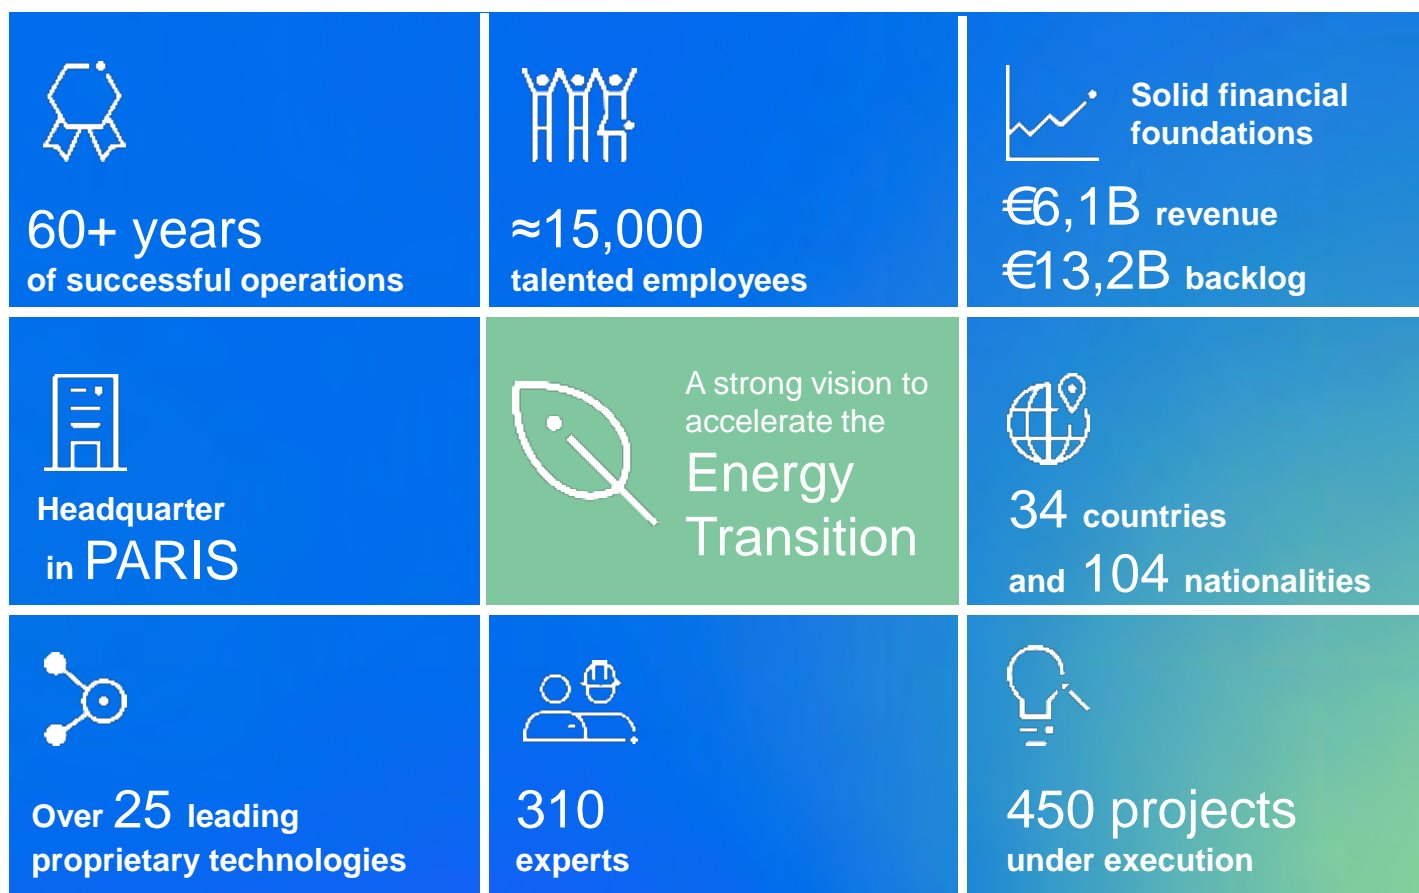 60+ years
of successful operations
≈15,000
talented employees
Solid financial
foundations
€6,1B revenue
€13,2B backlog
Headquarter
in PARIS
A strong vision to
accelerate the
Energy
Transition
34 countries
and 104 nationalities
Over 25 leading
proprietary technologies
310
experts
450 projects
under execution